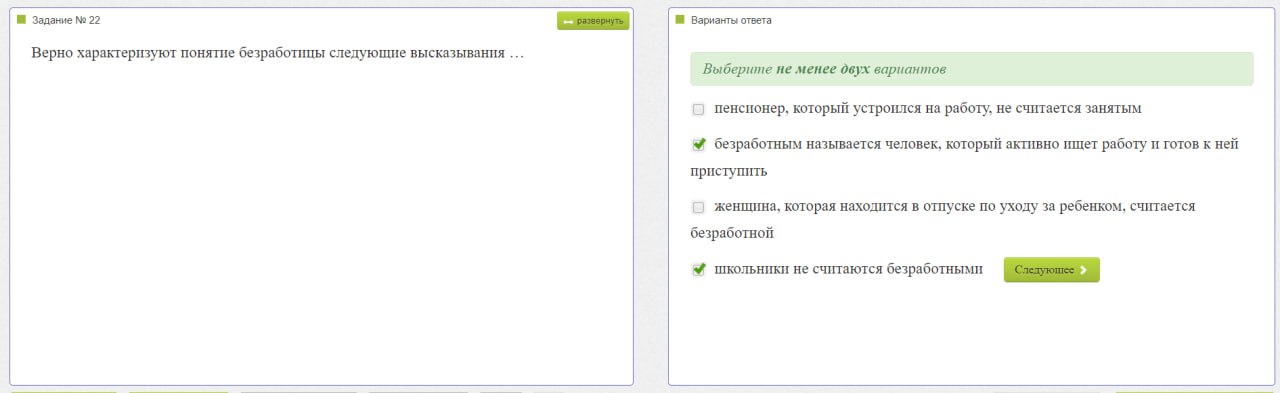 Задание № 22
развернуть
Верно характеризуют понятие безработицы следующие высказывания …
Варианты ответа
Выберите не менее двух вариантов
пенсионер, который устроился на работу, не считается занятым
безработным называется человек, который активно ищет работу и готов к ней
приступить
женщина, которая находится в отпуске по уходу за ребенком, считается
безработной
школьники не считаются безработными
Следующее